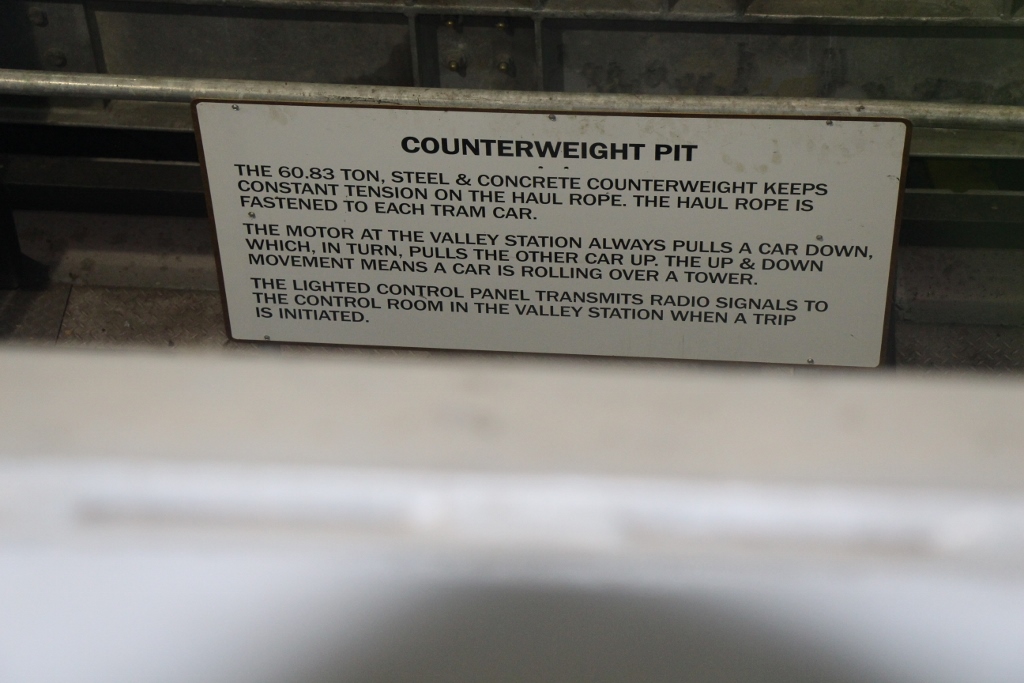 COUNTERWEIGHT PIT
THE 60.83 TON, STEEL & CONCRETE COUNTERWEIGHT KEEPS
CONSTANT TENSION ON THE HAUL ROPE. THE HAUL ROPE IS
FASTENED TO EACH TRAM CAR.
THE MOTOR AT THE VALLEY STATION ALWAYS PULLS A CAR DOWN,
WHICH, IN TURN, PULLS THE OTHER CAR UP. THE UP & DOWN
MOVEMENT MEANS A CAR IS ROLLING OVER A TOWER.
THE LIGHTED CONTROL PANEL TRANSMITS RADIO SIGNALS TO
THE CONTROL ROOM IN THE VALLEY STATION WHEN A TRIP
IS INITIATED.